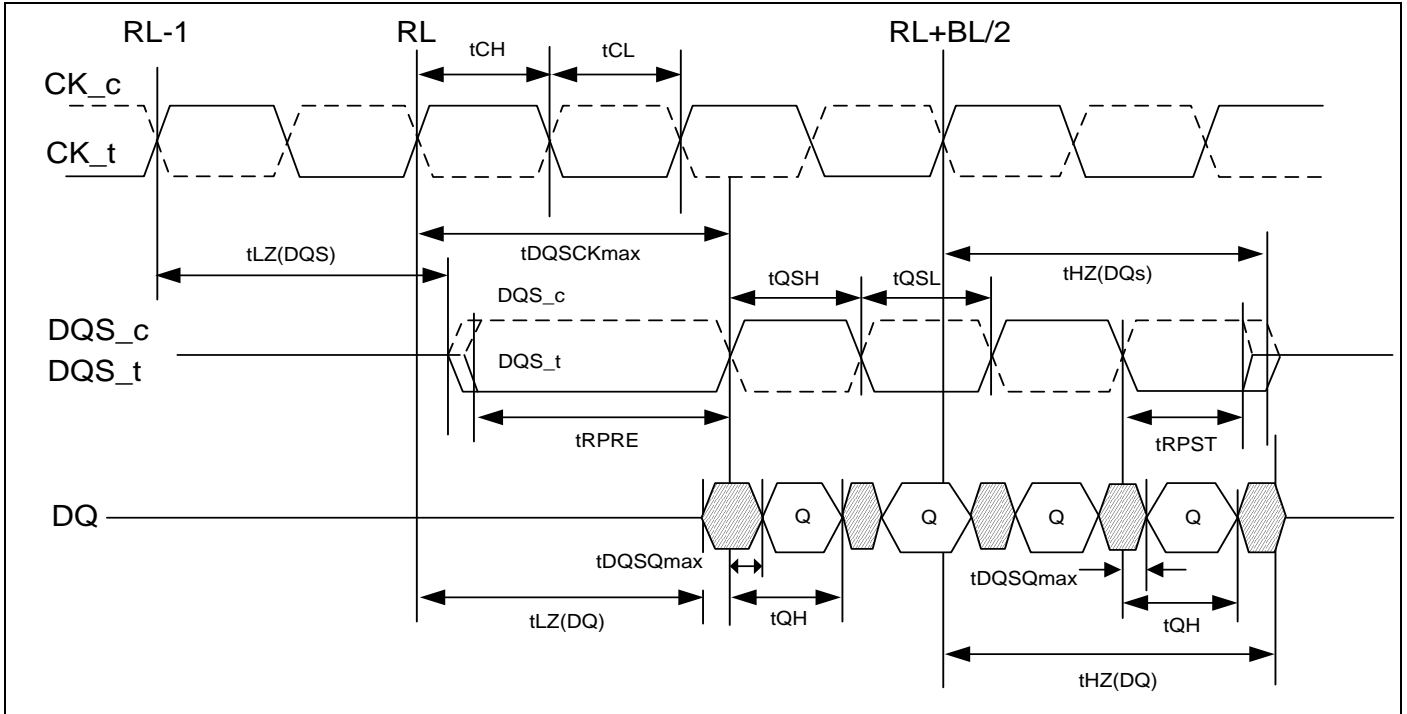 RL-1
RL
RL+BL/2
tCH
tCL
CK_c
CK_t
tLZ(DQS)
tDQSCKmax
tHZ(DQs)
tQSH
tQSL
DQS_c
DQS_c
DQS_t
DQS_t
tRPRE
tRPST
DQ
Q
Q
Q
Q
tDQSQmax
tDQSQmax
tLZ(DQ)
tQH
tQH
tHZ(DQ)